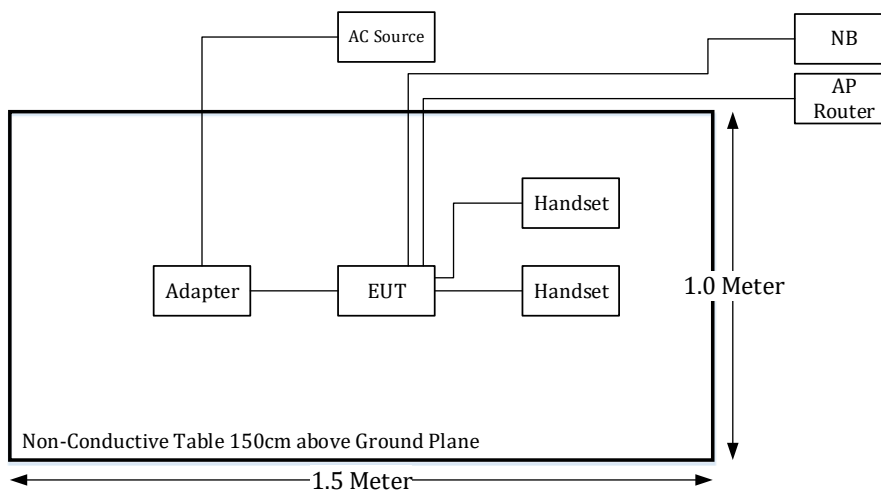 AC Source
NB
AP
Router
Handset
Adapter
EUT
Handset
1.0 Meter
Non-Conductive Table 150cm above Ground Plane
1.5 Meter